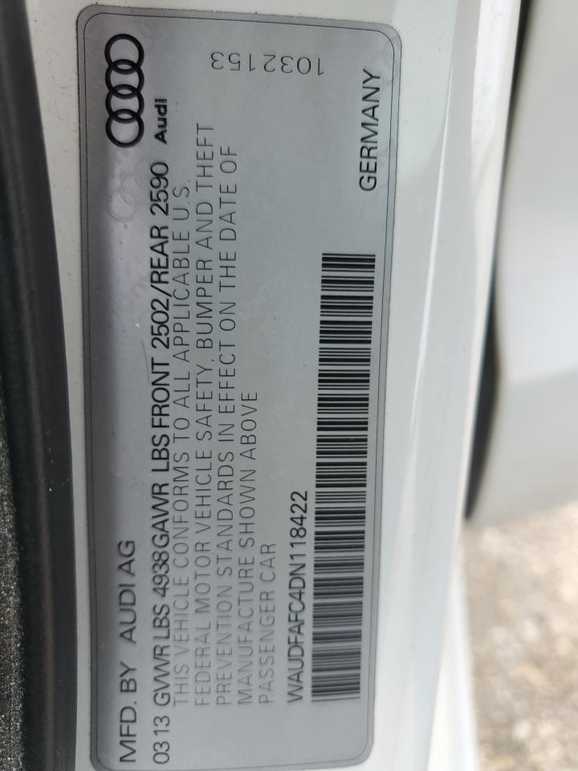 MFD. BY AUDI AG
03 13 GVWR LBS 4938 GAWR LBS FRONT 2502/REAR 2590 Audi
THIS VEHICLE CONFORMS TO ALL APPLICABLE U.S.
FEDERAL MOTOR VEHICLE SAFETY, BUMPER AND THEFT
PREVENTION STANDARDS IN EFFECT ON THE DATE OF
MANUFACTURE SHOWN ABOVE
PASSENGER CAR
1032153
WAUDFAFC4DN118422
GERMANY